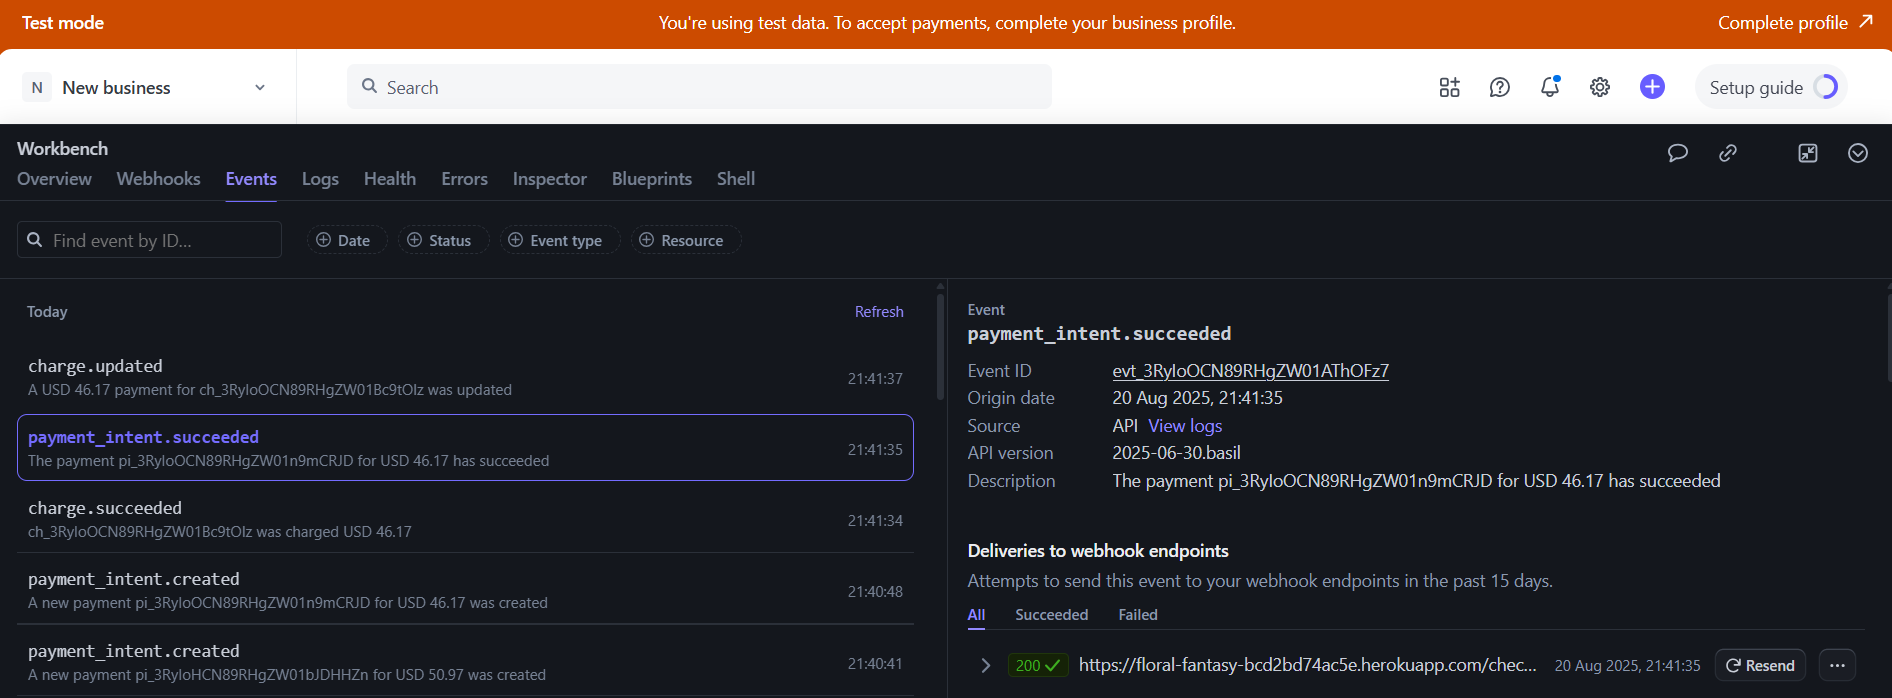 Test mode
You're using test data. To accept payments, complete your business profile.
Complete profile
N New business
Search
Setup guide
Workbench
Overview Webhooks Events Logs Health Errors Inspector Blueprints Shell
Find event by ID...
Date Status Event type Resource
Today Refresh
charge.updated
A USD 46.17 payment for ch_3RyIoOCN89RHgZW01Bc9tOIz was updated
21:41:37
payment_intent.succeeded
The payment pi_3RyIoOCN89RHgZW01n9mCRJD for USD 46.17 has succeeded
21:41:35
charge.succeeded
ch_3RyIoOCN89RHgZW01Bc9tOIz was charged USD 46.17
21:41:34
payment_intent.created
A new payment pi_3RyIoOCN89RHgZW01n9mCRJD for USD 46.17 was created
21:40:48
payment_intent.created
A new payment pi_3RyIoHCN89RHgZW01bJDHHZn for USD 50.97 was created
21:40:41
Event
payment_intent.succeeded
Event ID evt_3RyIoOCN89RHgZW01AThOFz7
Origin date 20 Aug 2025, 21:41:35
Source API View logs
API version 2025-06-30.basil
Description The payment pi_3RyIoOCN89RHgZW01n9mCRJD for USD 46.17 has succeeded
Deliveries to webhook endpoints
Attempts to send this event to your webhook endpoints in the past 15 days.
All Succeeded Failed
200 https://floral-fantasy-bcd2bd74ac5e.herokuapp.com/chec... 20 Aug 2025, 21:41:35 Resend